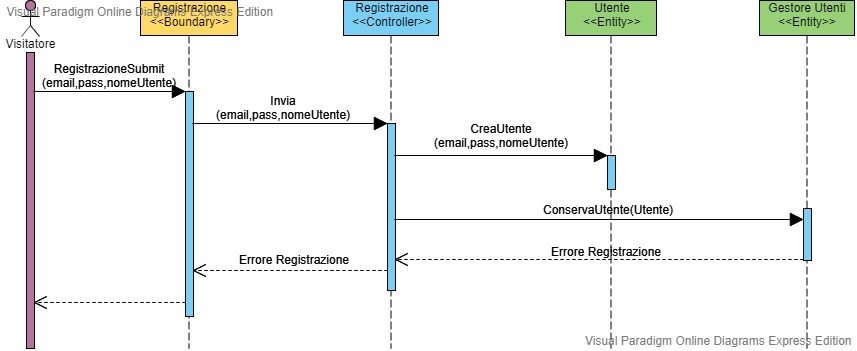 Visual Paradigm Online Diagrams Express Edition
Visitatore
Registrazione
<<Boundary>>
Registrazione
<<Controller>>
Utente
<<Entity>>
Gestore Utenti
<<Entity>>
RegistrazioneSubmit
(email,pass,nomeUtente)
Invia
(email,pass,nomeUtente)
CreaUtente
(email,pass,nomeUtente)
ConservaUtente(Utente)
Errore Registrazione
Errore Registrazione
Visual Paradigm Online Diagrams Express Edition